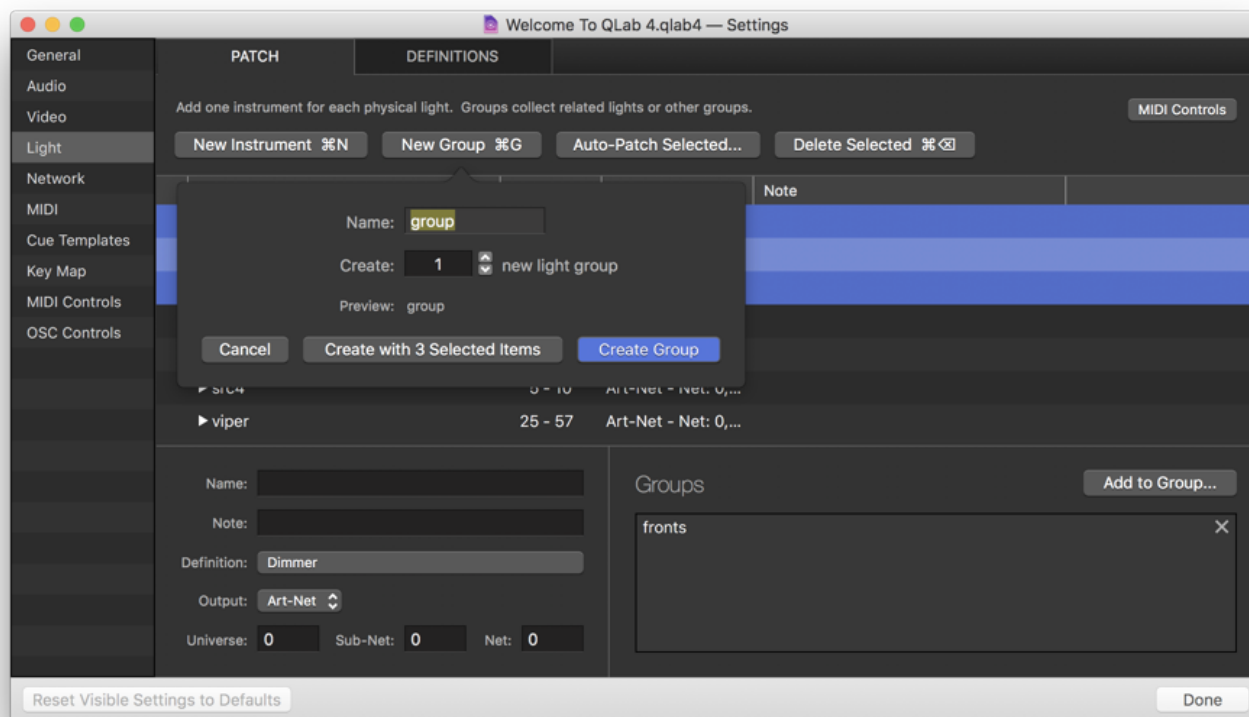 Welcome To QLab 4.qlab4 — Settings
General
Audio
Video
Light
Network
MIDI
Cue Templates
Key Map
MIDI Controls
OSC Controls
PATCH DEFINITIONS
Add one instrument for each physical light. Groups collect related lights or other groups.
MIDI Controls
New Instrument ⌘N New Group ⌘G Auto-Patch Selected... Delete Selected ⌘⌫
Note
Name: group
Create: 1 new light group
Preview: group
Cancel Create with 3 Selected Items Create Group
src4 5 - 10 Art-Net - Net: 0,...
viper 25 - 57 Art-Net - Net: 0,...
Name:
Note:
Definition: Dimmer
Output: Art-Net
Universe: 0 Sub-Net: 0 Net: 0
Groups Add to Group...
fronts
Reset Visible Settings to Defaults Done